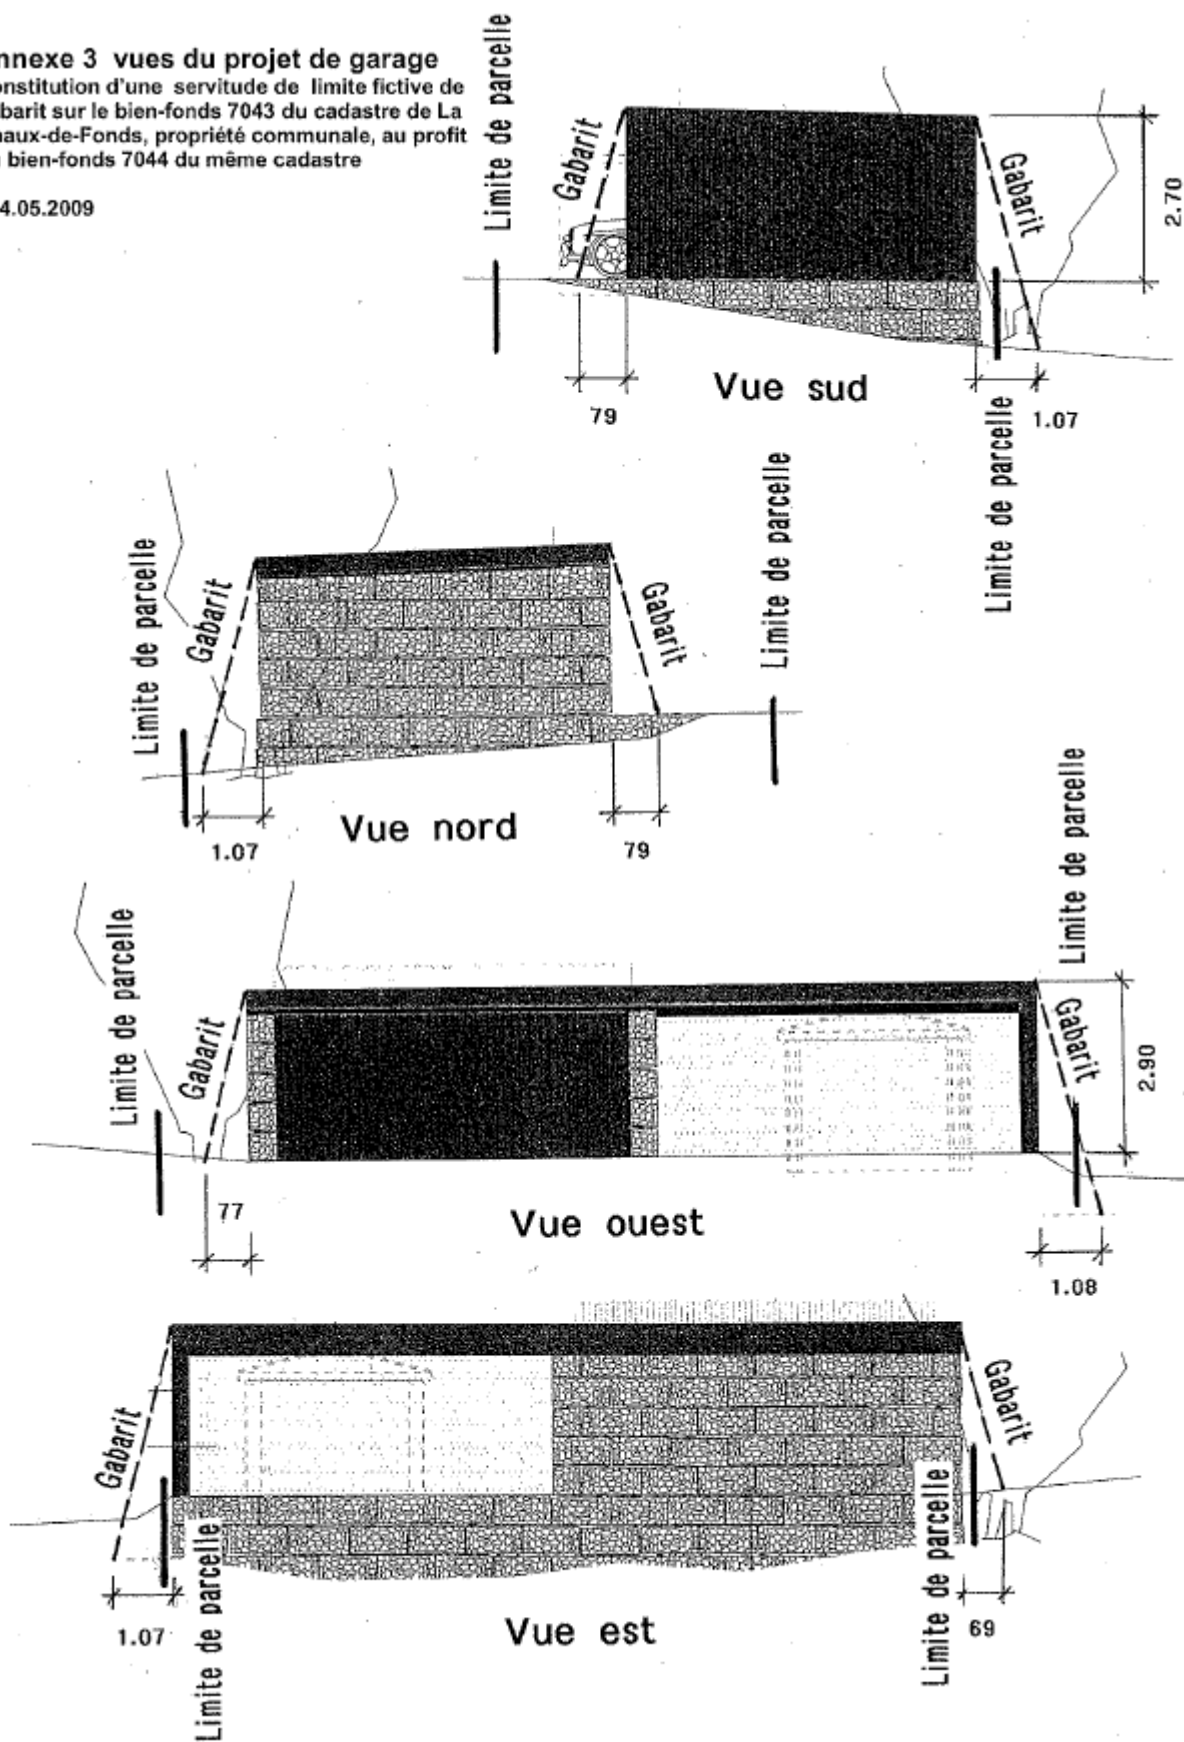 nnexe 3 vues du projet de garage
onstitution d'une servitude de limite fictive de
barit sur le bien-fonds 7043 du cadastre de La
haux-de-Fonds, propriété communale, au profit
bien-fonds 7044 du même cadastre
4.05.2009
Limite de parcelle
Gabarit
Gabarit
2.70
Vue sud
79
1.07
Limite de parcelle
Limite de parcelle
Gabarit
Gabarit
Limite de parcelle
Vue nord
1.07
79
Limite de parcelle
Gabarit
Gabarit
Limite de parcelle
2.90
77
Vue ouest
1.08
Gabarit
Gabarit
Limite de parcelle
Limite de parcelle
1.07
Vue est
69